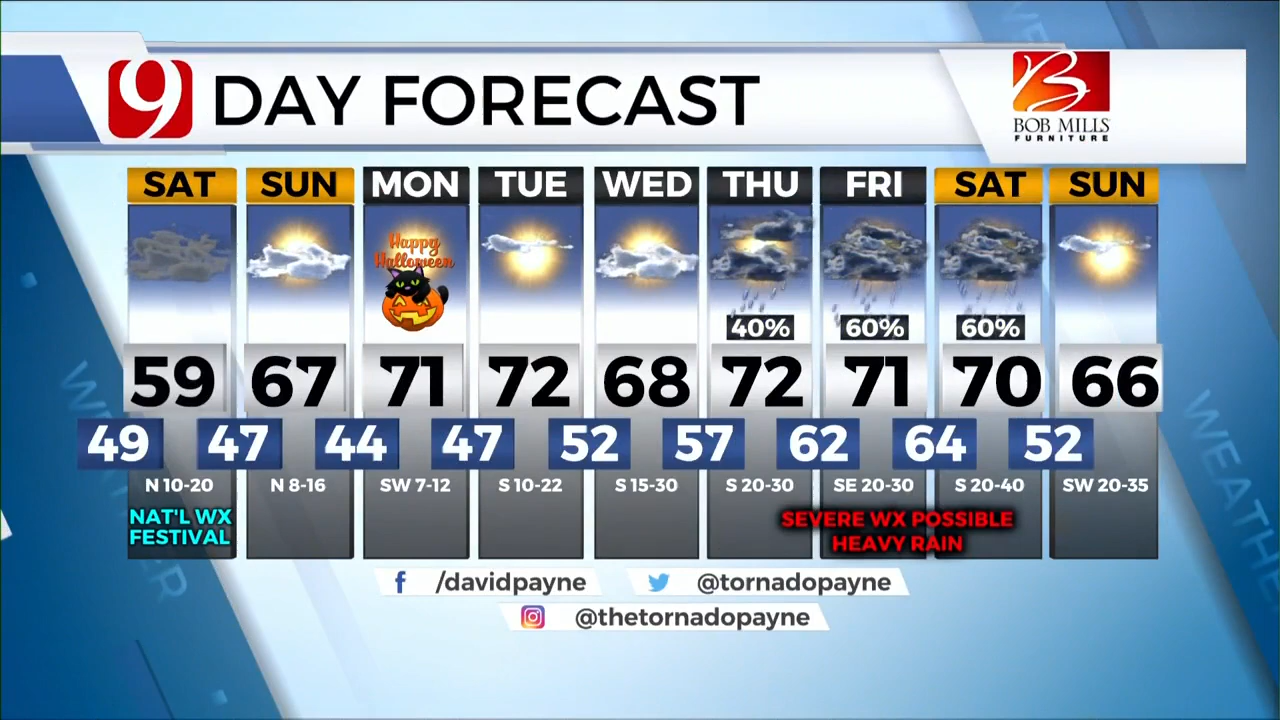 9 DAY FORECAST
BOB MILLS
FURNITURE
SAT SUN MON TUE WED THU FRI SAT SUN
Happy
Halloween
40% 60% 60%
59 67 71 72 68 72 71 70 66
49 47 44 47 52 57 62 64 52
N 10-20 N 8-16 SW 7-12 S 10-22 S 15-30 S 20-30 SE 20-30 S 20-40 SW 20-35
NAT'L WX
FESTIVAL
SEVERE WX POSSIBLE
HEAVY RAIN
/davidpayne @tornadopayne
@thetornadopayne